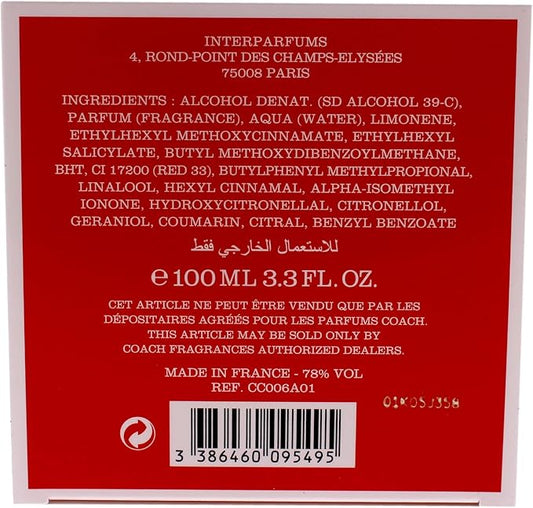 INTERPARFUMS
4, ROND-POINT DES CHAMPS-ELYSÉES
75008 PARIS
INGREDIENTS : ALCOHOL DENAT. (SD ALCOHOL 39-C),
PARFUM (FRAGRANCE), AQUA (WATER), LIMONENE,
ETHYLHEXYL METHOXYCINNAMATE, ETHYLHEXYL
SALICYLATE, BUTYL METHOXYDIBENZOYLMETHANE,
BHT, CI 17200 (RED 33), BUTYLPHENYL METHYLPROPIONAL,
LINALOOL, HEXYL CINNAMAL, ALPHA-ISOMETHYL
IONONE, HYDROXYCITRONELLAL, CITRONELLOL,
GERANIOL, COUMARIN, CITRAL, BENZYL BENZOATE
للاستعمال الخارجي فقط
℮ 100 ML 3.3 FL. OZ.
CET ARTICLE NE PEUT ÊTRE VENDU QUE PAR LES
DÉPOSITAIRES AGRÉÉS POUR LES PARFUMS COACH.
THIS ARTICLE MAY BE SOLD ONLY BY
COACH FRAGRANCES AUTHORIZED DEALERS.
MADE IN FRANCE - 78% VOL
REF. CC006A01
3 386460 095495